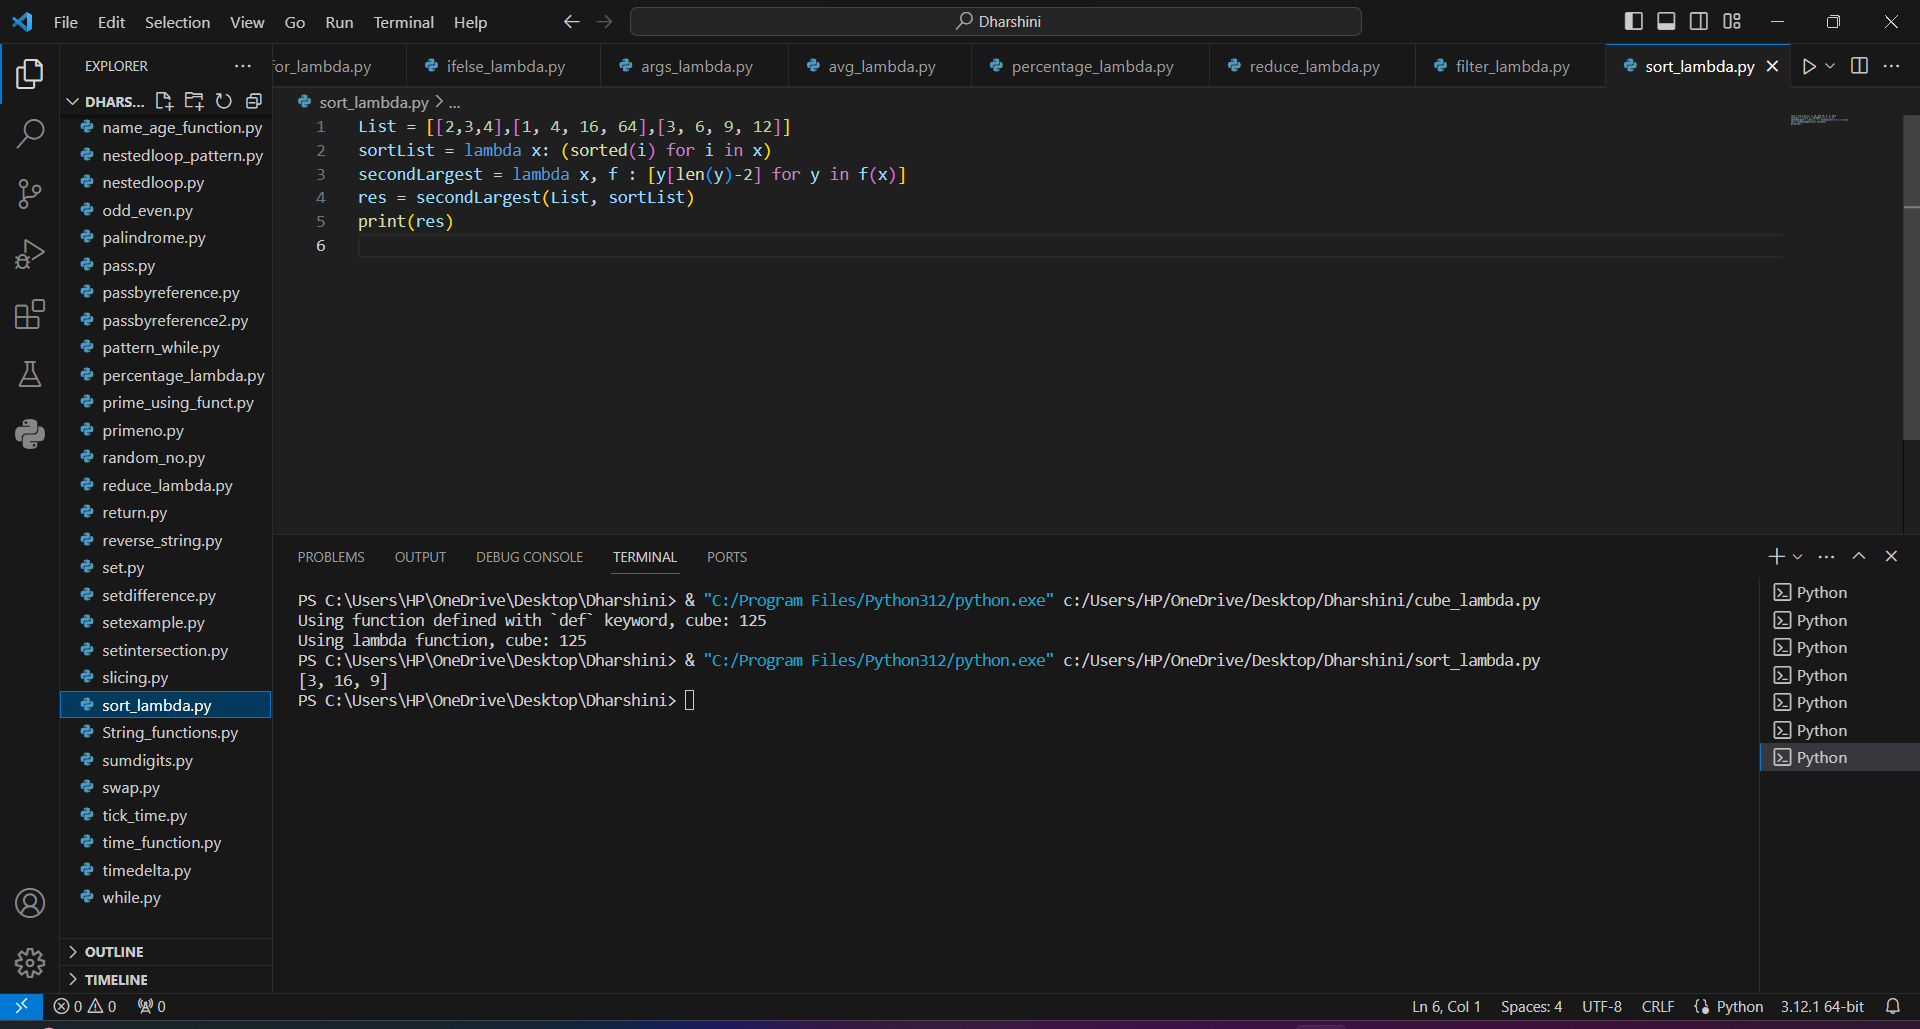 File Edit Selection View Go Run Terminal Help
Dharshini
EXPLORER
or_lambda.py ifelse_lambda.py args_lambda.py avg_lambda.py percentage_lambda.py reduce_lambda.py filter_lambda.py sort_lambda.py
DHARS...
name_age_function.py
nestedloop_pattern.py
nestedloop.py
odd_even.py
palindrome.py
pass.py
passbyreference.py
passbyreference2.py
pattern_while.py
percentage_lambda.py
prime_using_funct.py
primeno.py
random_no.py
reduce_lambda.py
return.py
reverse_string.py
set.py
setdifference.py
setexample.py
setintersection.py
slicing.py
sort_lambda.py
String_functions.py
sumdigits.py
swap.py
tick_time.py
time_function.py
timedelta.py
while.py
OUTLINE
TIMELINE
sort_lambda.py > ...
1 List = [[2,3,4],[1, 4, 16, 64],[3, 6, 9, 12]]
2 sortList = lambda x: (sorted(i) for i in x)
3 secondLargest = lambda x, f : [y[len(y)-2] for y in f(x)]
4 res = secondLargest(List, sortList)
5 print(res)
6
PROBLEMS OUTPUT DEBUG CONSOLE TERMINAL PORTS
PS C:\Users\HP\OneDrive\Desktop\Dharshini> & "C:/Program Files/Python312/python.exe" c:/Users/HP/OneDrive/Desktop/Dharshini/cube_lambda.py
Using function defined with `def` keyword, cube: 125
Using lambda function, cube: 125
PS C:\Users\HP\OneDrive\Desktop\Dharshini> & "C:/Program Files/Python312/python.exe" c:/Users/HP/OneDrive/Desktop/Dharshini/sort_lambda.py
[3, 16, 9]
PS C:\Users\HP\OneDrive\Desktop\Dharshini>
Python
Python
Python
Python
Python
Python
Python
0 0 0
Ln 6, Col 1 Spaces: 4 UTF-8 CRLF Python 3.12.1 64-bit